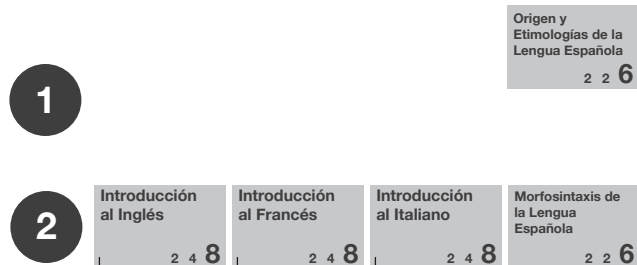 Origen y
Etimologías de la
Lengua Española
2 2 6
1
2
Introducción
al Inglés
2 4 8
Introducción
al Francés
2 4 8
Introducción
al Italiano
2 4 8
Morfosintaxis de
la Lengua
Española
2 2 6